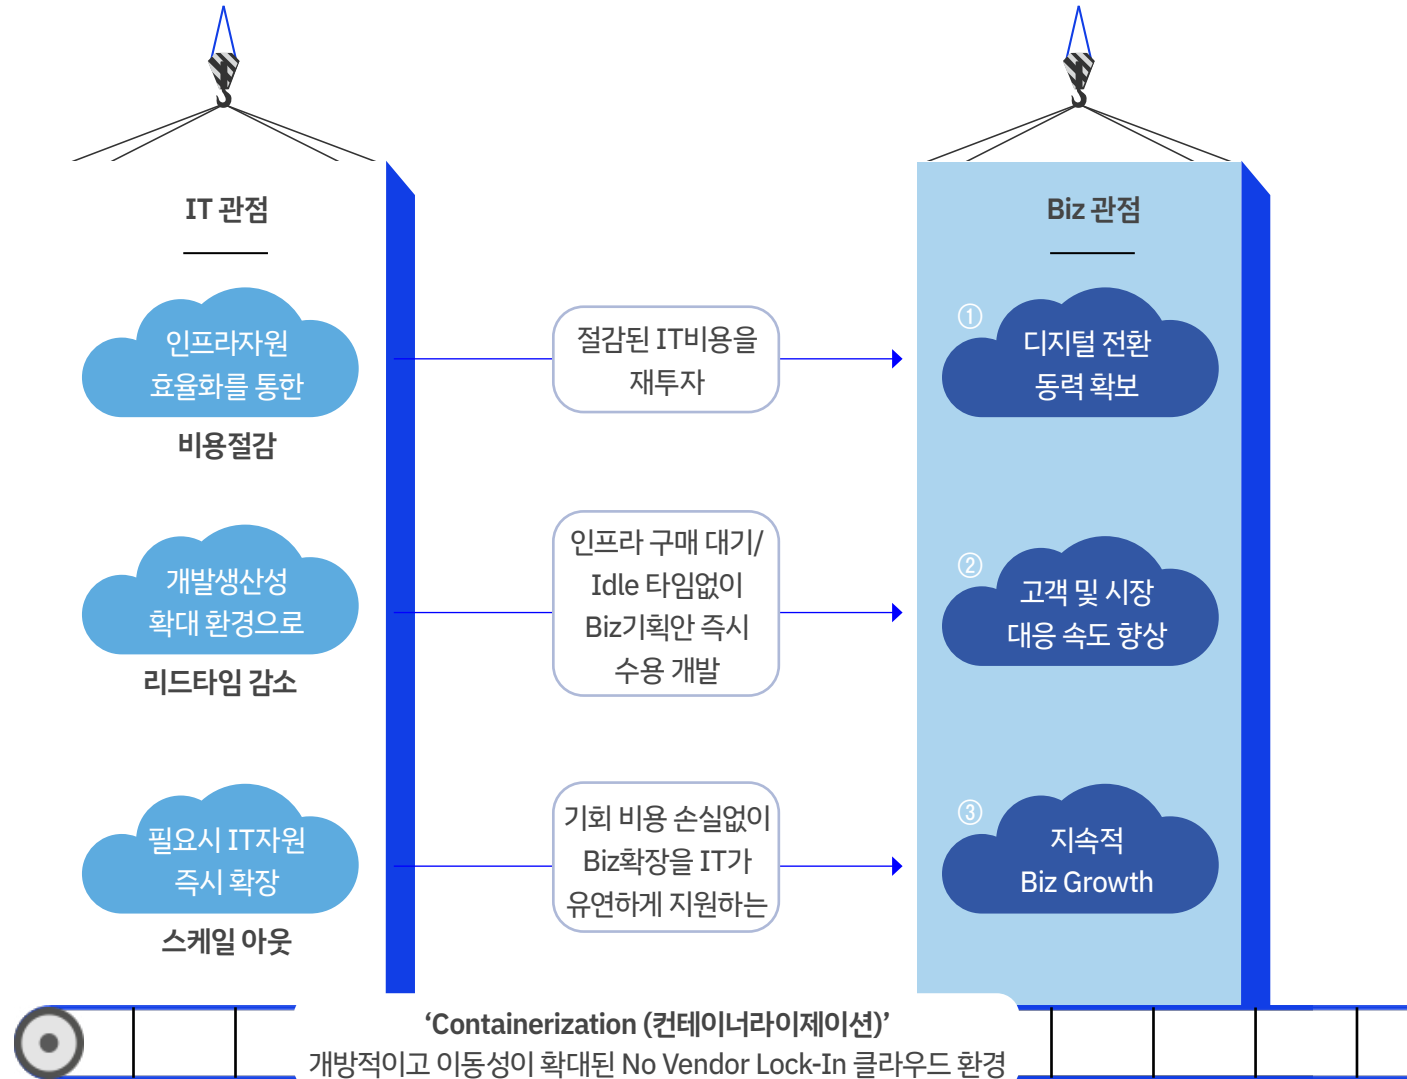 IT 관점
인프라자원
효율화를 통한
비용절감
개발생산성
확대 환경으로
리드타임 감소
필요시 IT자원
즉시 확장
스케일 아웃
절감된 IT비용을
재투자
인프라 구매 대기/
Idle 타임없이
Biz기획안 즉시
수용 개발
기회 비용 손실없이
Biz확장을 IT가
유연하게 지원하는
Biz 관점
①
디지털 전환
동력 확보
②
고객 및 시장
대응 속도 향상
③
지속적
Biz Growth
‘Containerization (컨테이너라이제이션)’
개방적이고 이동성이 확대된 No Vendor Lock-In 클라우드 환경